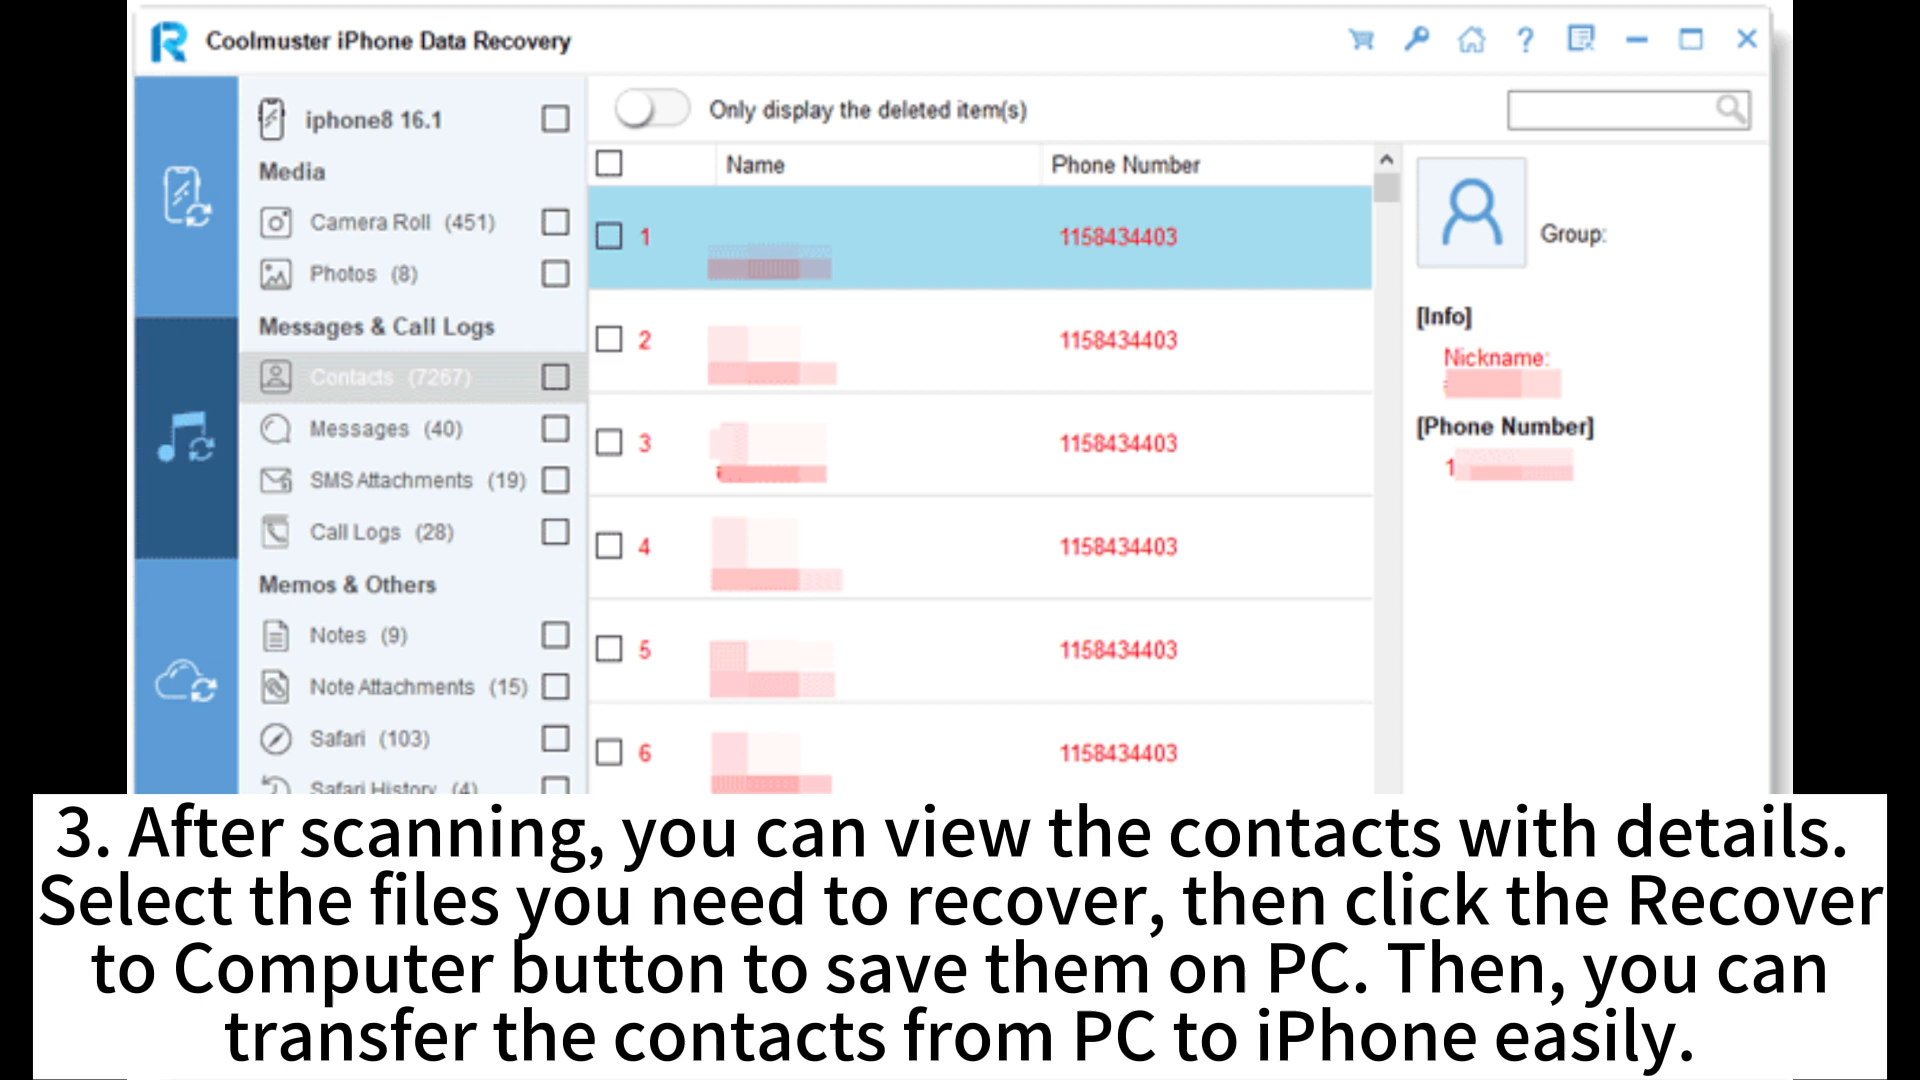 Coolmuster iPhone Data Recovery
iphone8 16.1
Only display the deleted item(s)
Media
Name
Phone Number
Camera Roll (451)
Photos (8)
Messages & Call Logs
Contacts (7267)
Messages (40)
SMS Attachments (19)
Call Logs (28)
Memos & Others
Notes (9)
Note Attachments (15)
Safari (103)
Safari History (4)
1 1158434403
2 1158434403
3 1158434403
4 1158434403
5 1158434403
6 1158434403
Group:
[Info]
Nickname:
[Phone Number]
1
3. After scanning, you can view the contacts with details.
Select the files you need to recover, then click the Recover
to Computer button to save them on PC. Then, you can
transfer the contacts from PC to iPhone easily.